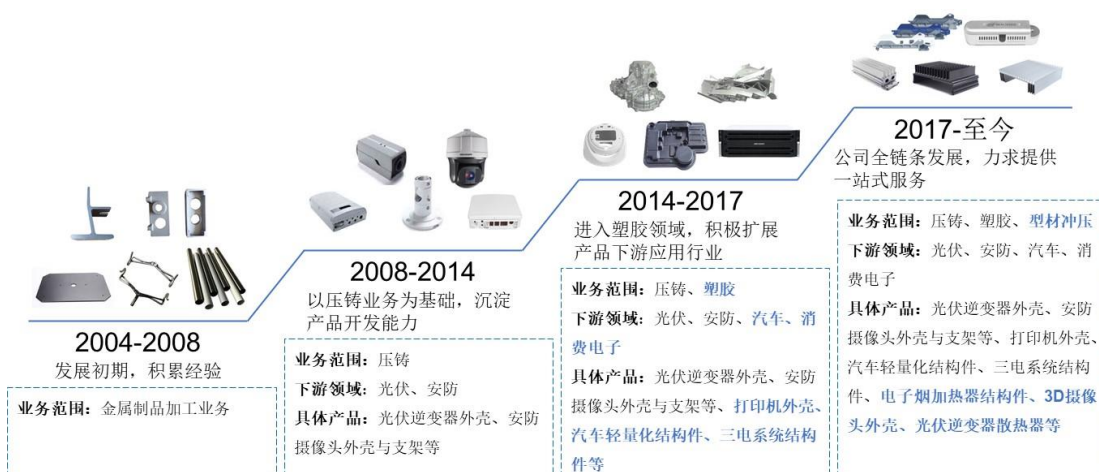 2004-2008
发展初期，积累经验
业务范围：金属制品加工业务
2008-2014
以压铸业务为基础，沉淀
产品开发能力
业务范围：压铸
下游领域：光伏、安防
具体产品：光伏逆变器外壳、安防
摄像头外壳与支架等
2014-2017
进入塑胶领域，积极扩展
产品下游应用行业
业务范围：压铸、塑胶
下游领域：光伏、安防、汽车、消
费电子
具体产品：光伏逆变器外壳、安防
摄像头外壳与支架等、打印机外壳、
汽车轻量化结构件、三电系统结构
件等
2017-至今
公司全链条发展，力求提供
一站式服务
业务范围：压铸、塑胶、型材冲压
下游领域：光伏、安防、汽车、消
费电子
具体产品：光伏逆变器外壳、安防
摄像头外壳与支架等、打印机外壳、
汽车轻量化结构件、三电系统结构
件、电子烟加热器结构件、3D摄像
头外壳、光伏逆变器散热器等